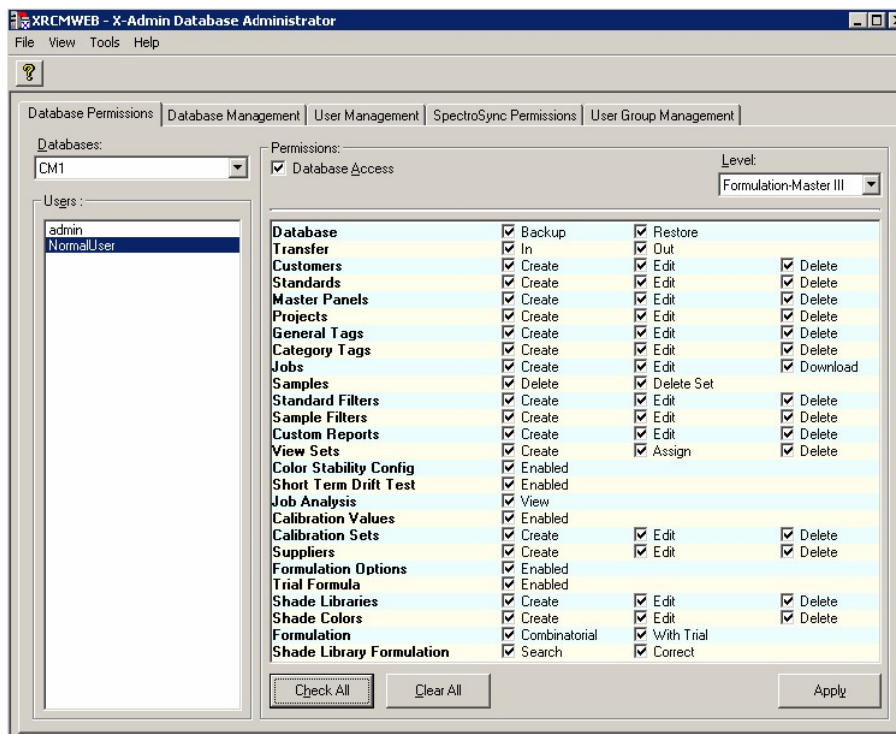 XRCMWEB - X-Admin Database Administrator
File View Tools Help
Database Permissions Database Management User Management SpectroSync Permissions User Group Management
Databases:
CM1
Users :
admin
NormalUser
Permissions:
Database Access
Level:
Formulation-Master III
Database Backup Restore
Transfer In Out
Customers Create Edit Delete
Standards Create Edit Delete
Master Panels Create Edit Delete
Projects Create Edit Delete
General Tags Create Edit Delete
Category Tags Create Edit Delete
Jobs Create Edit Download
Samples Delete Delete Set
Standard Filters Create Edit Delete
Sample Filters Create Edit Delete
Custom Reports Create Edit Delete
View Sets Create Assign Delete
Color Stability Config Enabled
Short Term Drift Test Enabled
Job Analysis View
Calibration Values Enabled
Calibration Sets Create Edit Delete
Suppliers Create Edit Delete
Formulation Options Enabled
Trial Formula Enabled
Shade Libraries Create Edit Delete
Shade Colors Create Edit Delete
Formulation Combinatorial With Trial
Shade Library Formulation Search Correct
Check All Clear All Apply